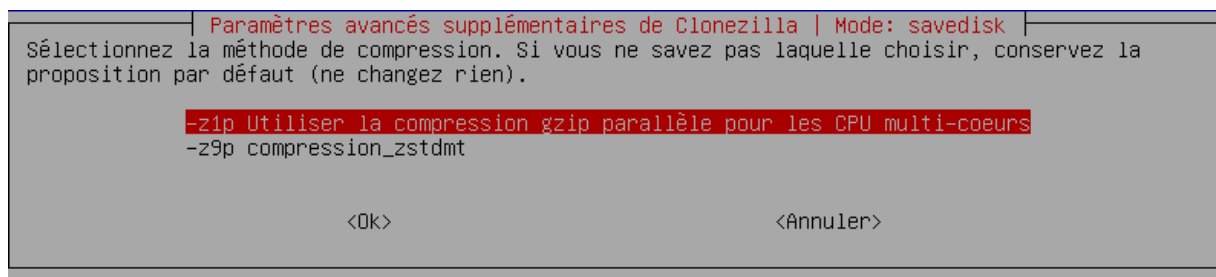 Paramètres avancés supplémentaires de Clonezilla | Mode: savedisk
Sélectionnez la méthode de compression. Si vous ne savez pas laquelle choisir, conservez la
proposition par défaut (ne changez rien).
-z1p Utiliser la compression gzip parallèle pour les CPU multi-coeurs
-z9p compression_zstdmt
<Ok> <Annuler>